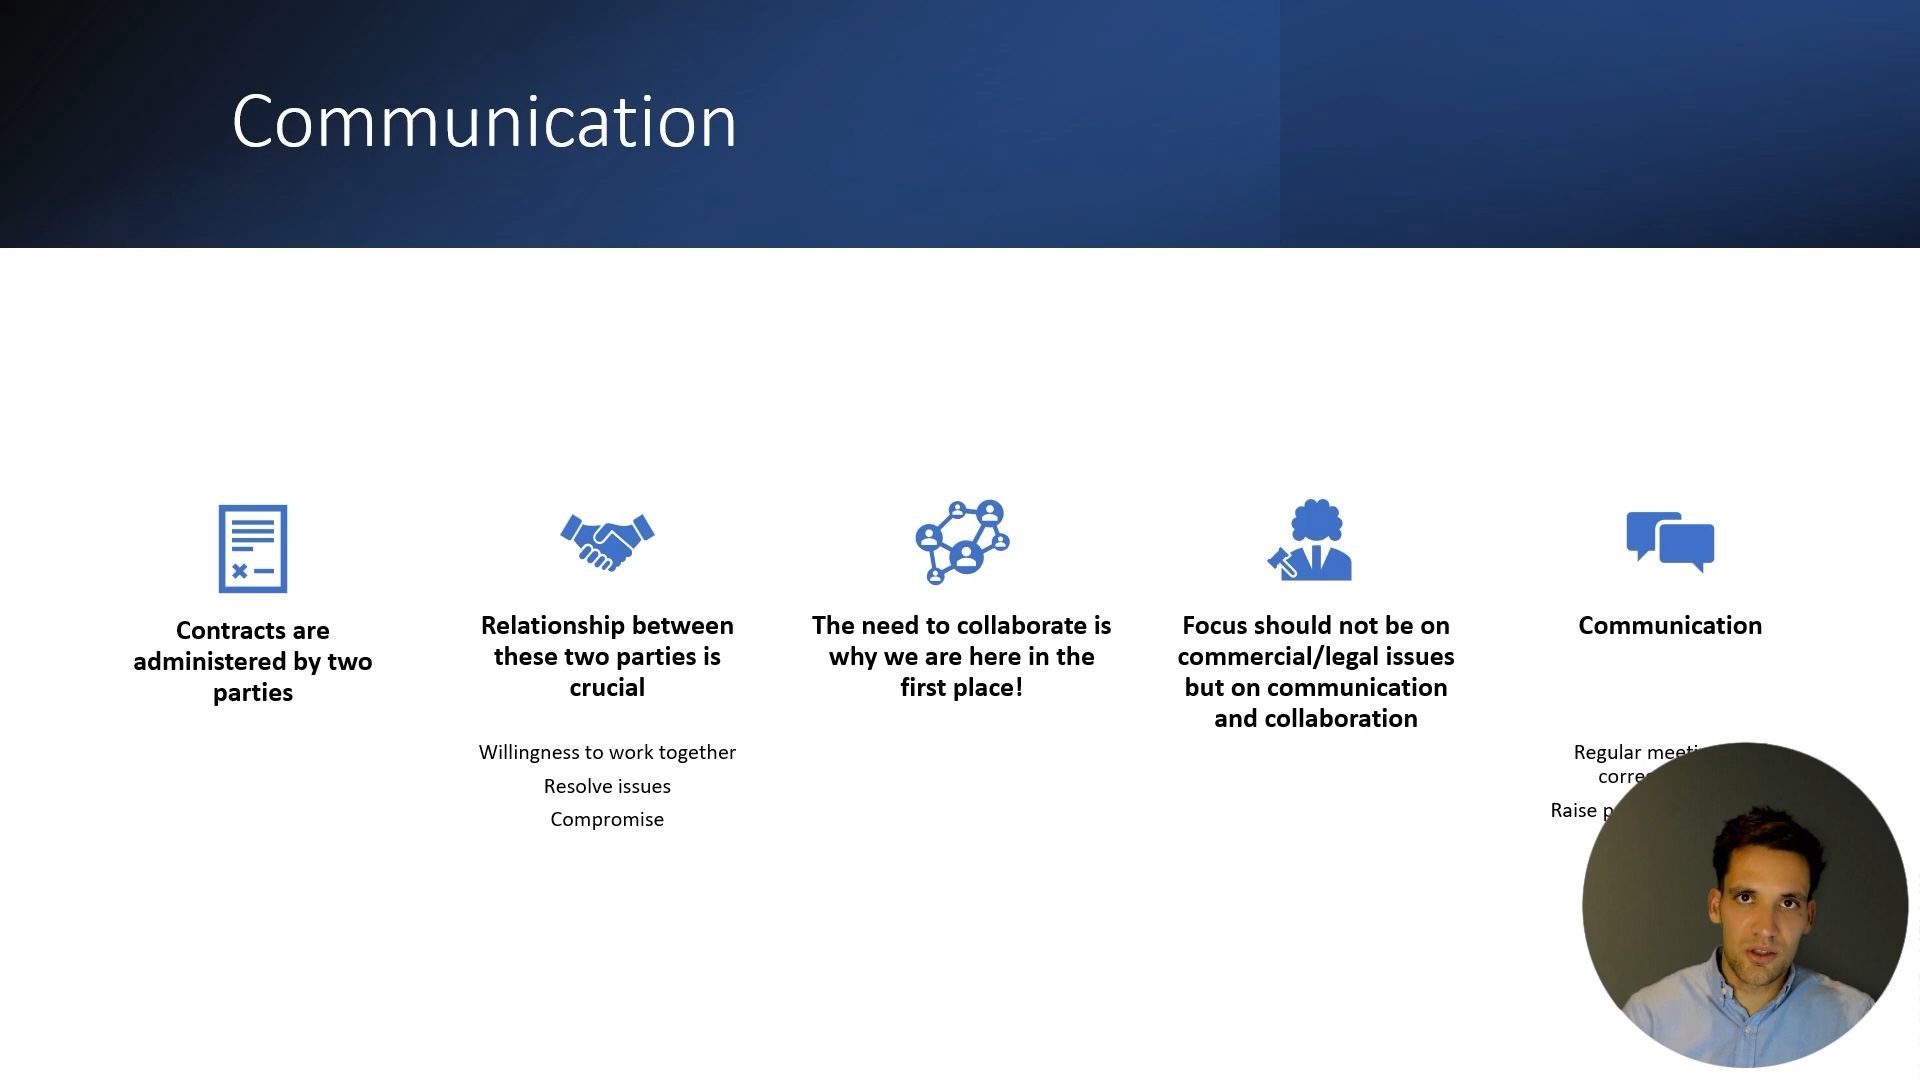 Communication
Contracts are
administered by two
parties
Relationship between
these two parties is
crucial
Willingness to work together
Resolve issues
Compromise
The need to collaborate is
why we are here in the
first place!
Focus should not be on
commercial/legal issues
but on communication
and collaboration
Communication
Regular
Raise